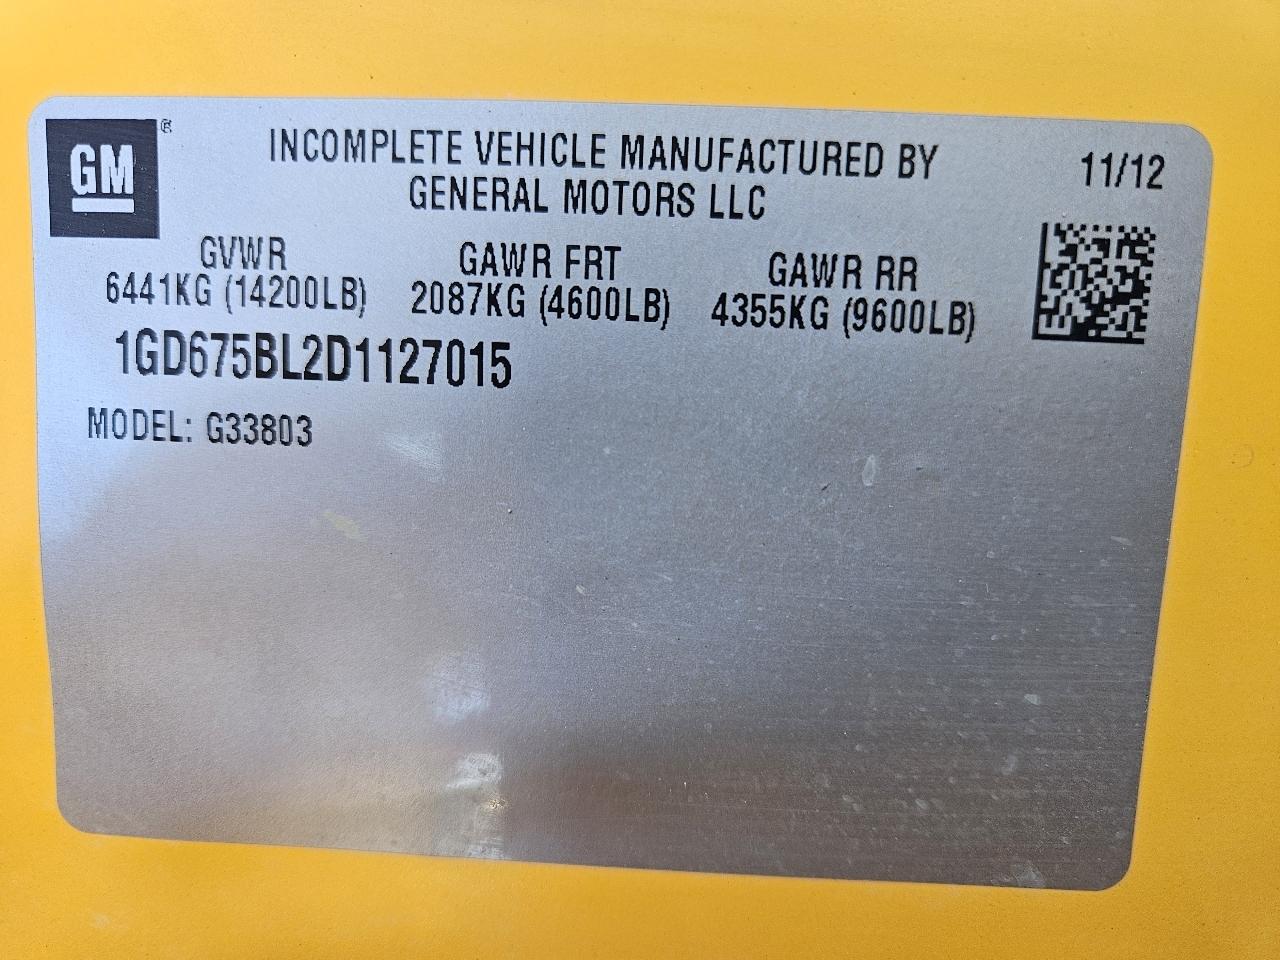 GM®
INCOMPLETE VEHICLE MANUFACTURED BY
GENERAL MOTORS LLC
11/12
GVWR
6441KG (14200LB)
GAWR FRT
2087KG (4600LB)
GAWR RR
4355KG (9600LB)
1GD675BL2D1127015
MODEL: G33803